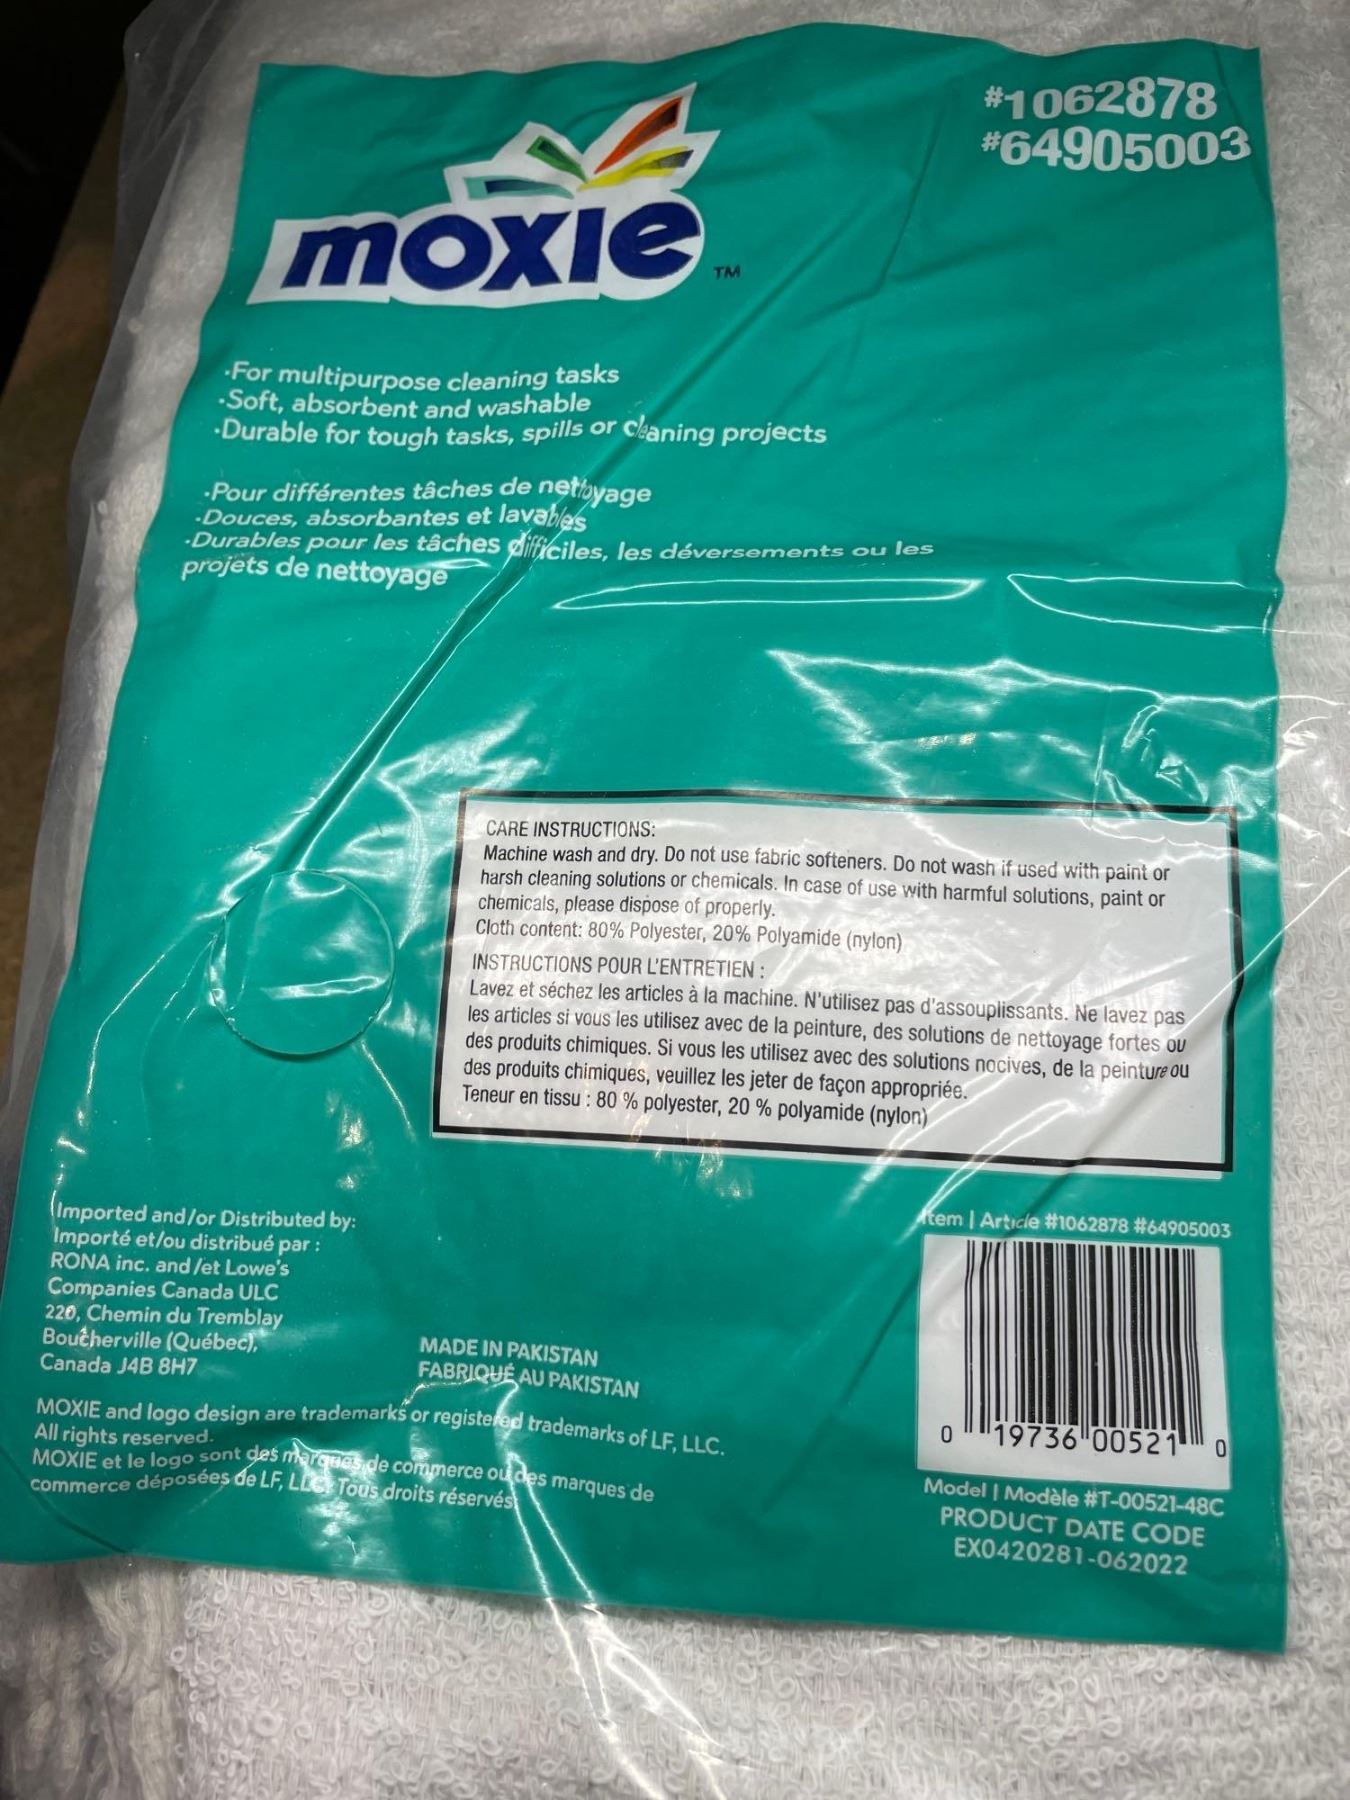 #1062878
#64905003
moxie
TM
·For multipurpose cleaning tasks
·Soft, absorbent and washable
·Durable for tough tasks, spills or cleaning projects
·Pour différentes tâches de nettoyage
·Douces, absorbantes et lavables
·Durables pour les tâches difficiles, les déversements ou les
projets de nettoyage
CARE INSTRUCTIONS:
Machine wash and dry. Do not use fabric softeners. Do not wash if used with paint or
harsh cleaning solutions or chemicals. In case of use with harmful solutions, paint or
chemicals, please dispose of properly.
Cloth content: 80% Polyester, 20% Polyamide (nylon)
INSTRUCTIONS POUR L'ENTRETIEN :
Lavez et séchez les articles à la machine. N'utilisez pas d'assouplissants. Ne lavez pas
les articles si vous les utilisez avec de la peinture, des solutions de nettoyage fortes ou
des produits chimiques. Si vous les utilisez avec des solutions nocives, de la peinture ou
des produits chimiques, veuillez les jeter de façon appropriée.
Teneur en tissu : 80 % polyester, 20 % polyamide (nylon)
Imported and/or Distributed by:
Importé et/ou distribué par :
RONA inc. and /et Lowe's
Companies Canada ULC
220, Chemin du Tremblay
Boucherville (Québec),
Canada J4B 8H7
MADE IN PAKISTAN
FABRIQUÉ AU PAKISTAN
MOXIE and logo design are trademarks or registered trademarks of LF, LLC.
All rights reserved.
MOXIE et le logo sont des marques de commerce ou des marques de
commerce déposées de LF, LLC. Tous droits réservés.
Item | Article #1062878 #64905003
0 19736 00521 0
Model | Modèle #T-00521-48C
PRODUCT DATE CODE
EX0420281-062022